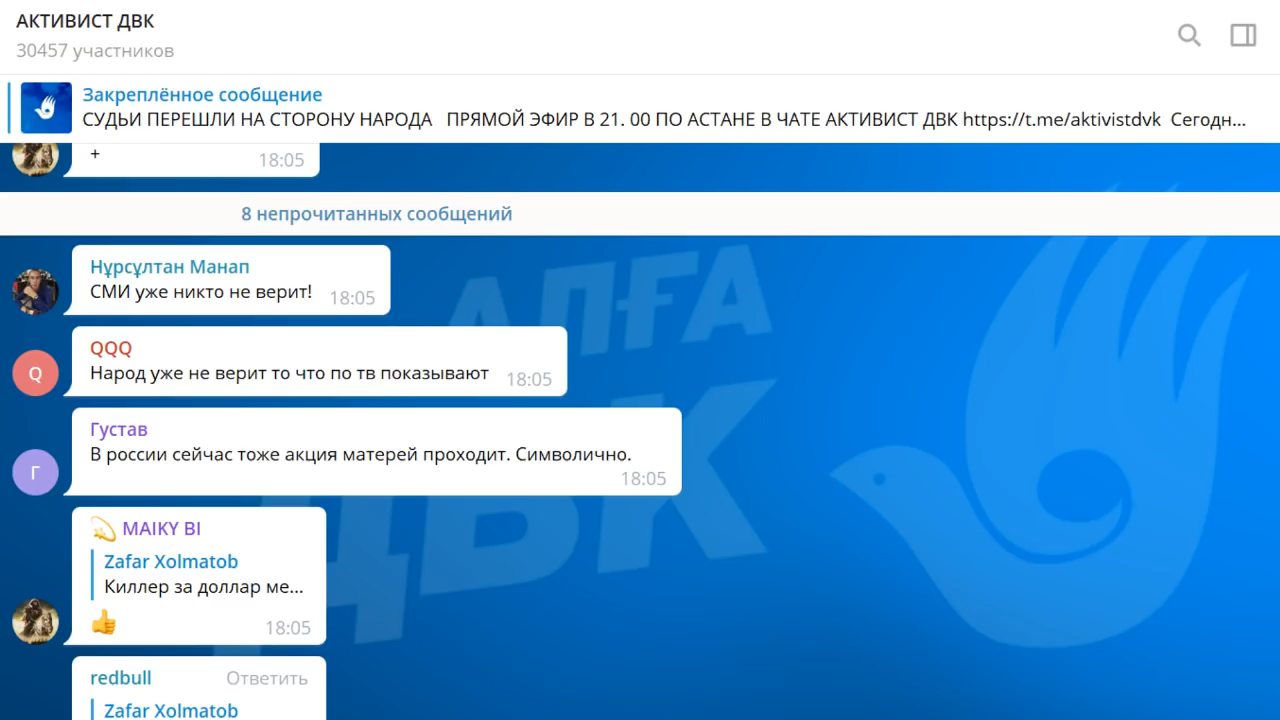 АКТИВИСТ ДВК
30457 участников
Закреплённое сообщение
СУДЬИ ПЕРЕШЛИ НА СТОРОНУ НАРОДА ПРЯМОЙ ЭФИР В 21. 00 ПО АСТАНЕ В ЧАТЕ АКТИВИСТ ДВК https://t.me/aktivistdvk Сегодн...
+ 18:05
8 непрочитанных сообщений
Нұрсұлтан Манап
СМИ уже никто не верит! 18:05
QQQ
Q Народ уже не верит то что по тв показывают 18:05
Густав
В россии сейчас тоже акция матерей проходит. Символично.
Г 18:05
MAIKY BI
Zafar Xolmatob
Киллер за доллар ме...
18:05
redbull Ответить
Zafar Xolmatob
АЛҒА
ДВК